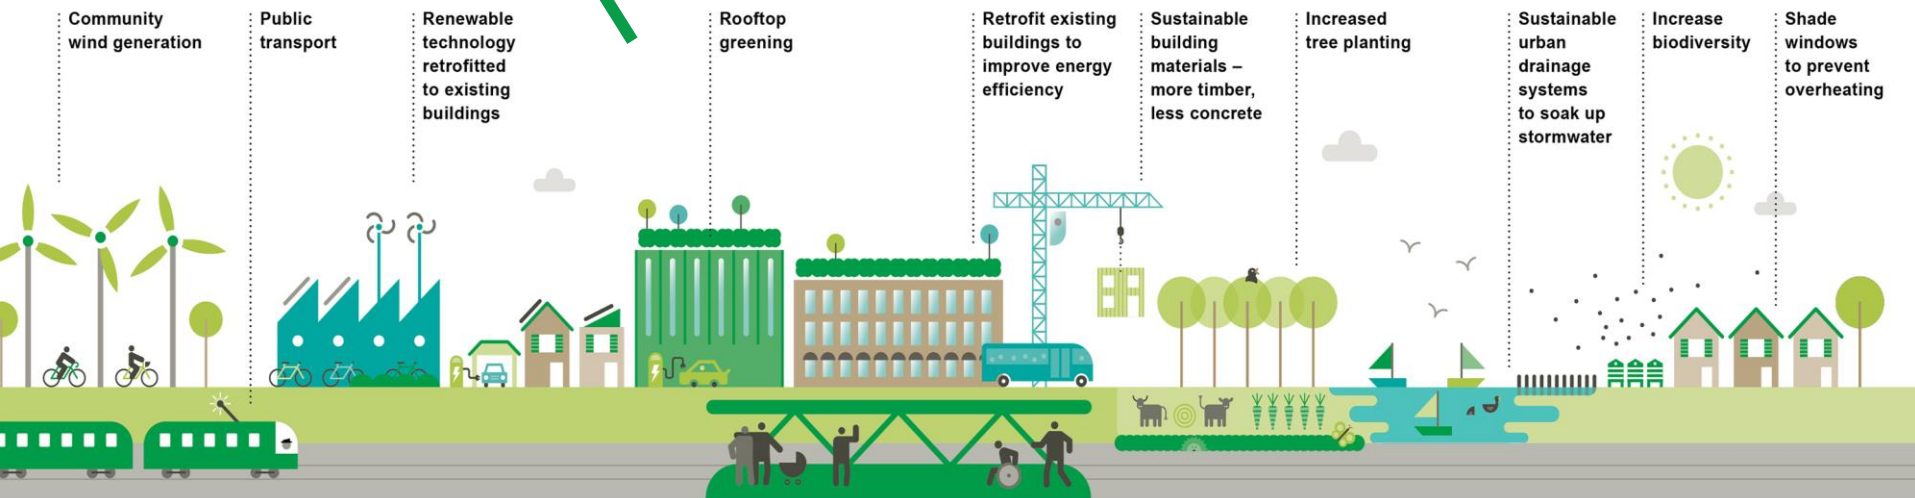 Community
wind generation
Public
transport
Renewable
technology
retrofitted
to existing
buildings
Rooftop
greening
Retrofit existing
buildings to
improve energy
efficiency
Sustainable
building
materials –
more timber,
less concrete
Increased
tree planting
Sustainable
urban
drainage
systems
to soak up
stormwater
Increase
biodiversity
Shade
windows
to prevent
overheating